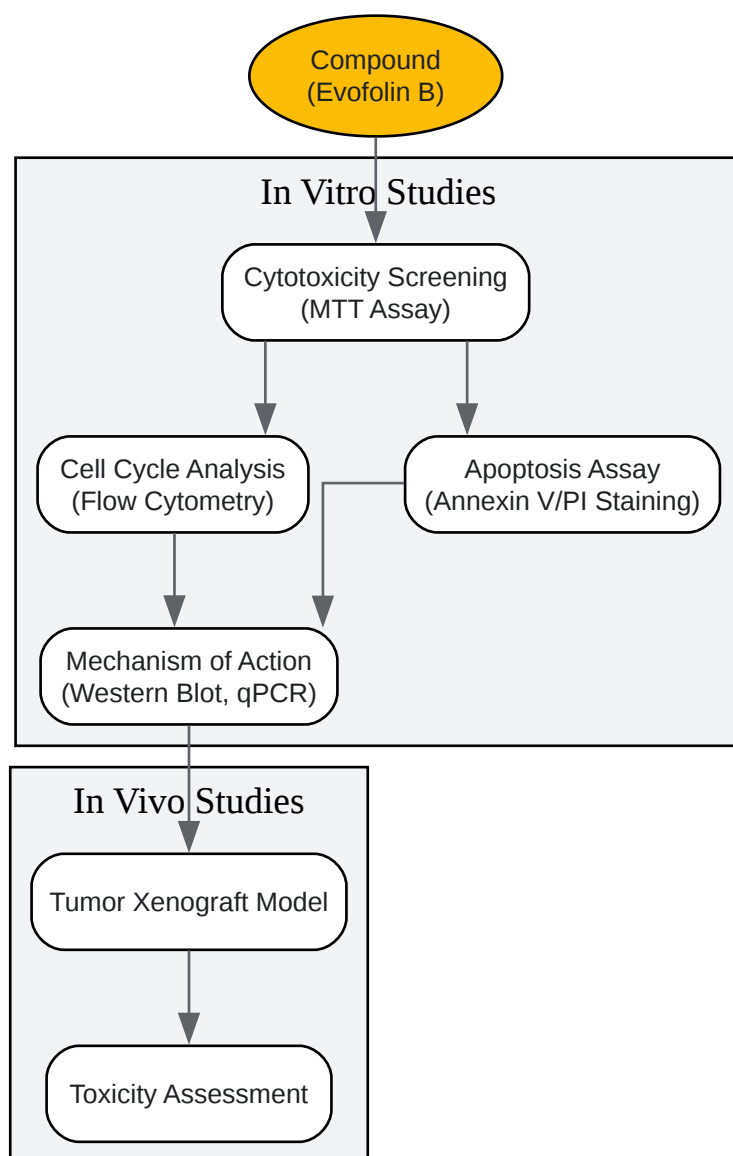 Compound
(Evofolin B)
In Vitro Studies
Cytotoxicity Screening
(MTT Assay)
Cell Cycle Analysis
(Flow Cytometry)
Apoptosis Assay
(Annexin V/PI Staining)
Mechanism of Action
(Western Blot, qPCR)
In Vivo Studies
Tumor Xenograft Model
Toxicity Assessment